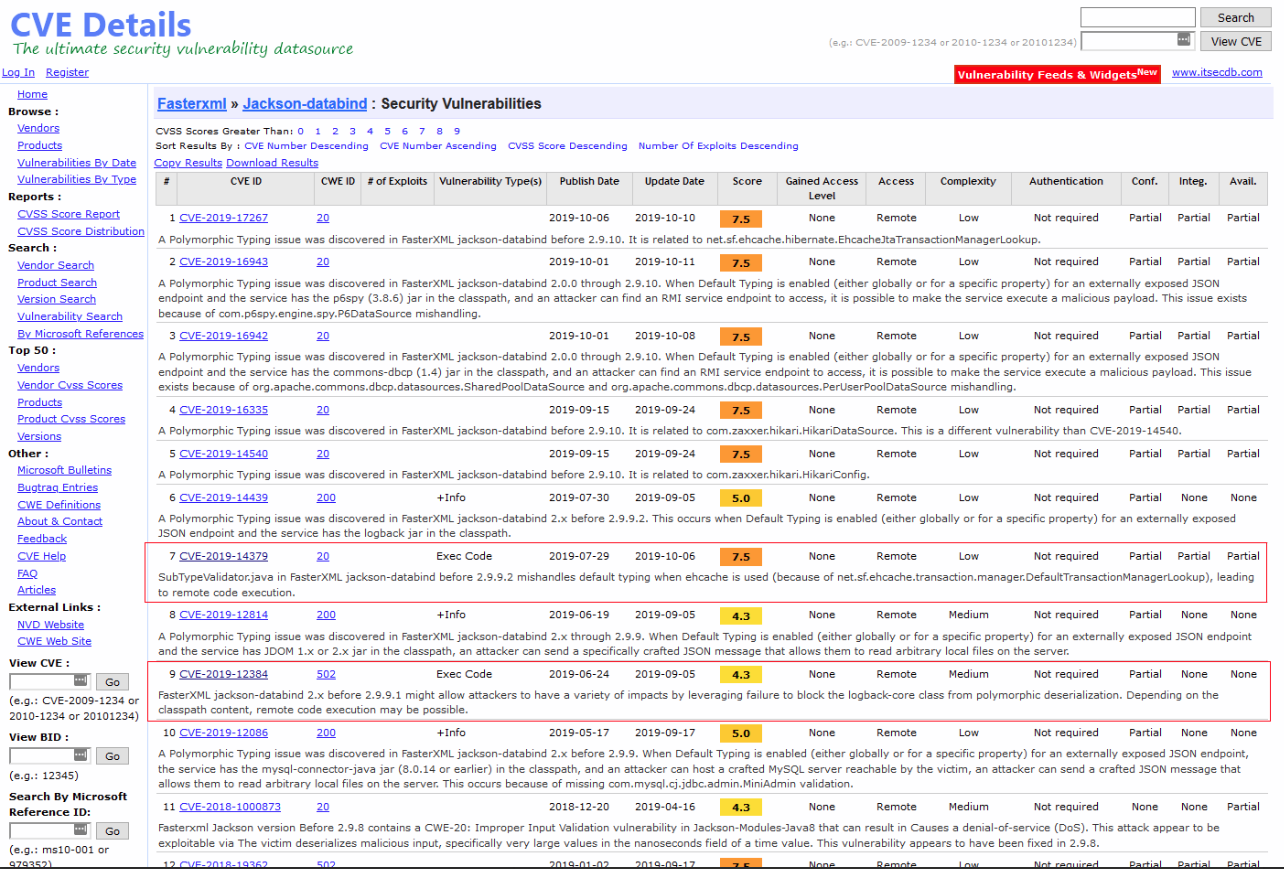 CVE Details
The ultimate security vulnerability datasource
Search
(e.g.: CVE-2009-1234 or 2010-1234 or 20101234)
View CVE
Log In Register
Vulnerability Feeds & WidgetsNew www.itsecdb.com
Home
Browse :
Vendors
Products
Vulnerabilities By Date
Vulnerabilities By Type
Reports :
CVSS Score Report
CVSS Score Distribution
Search :
Vendor Search
Product Search
Version Search
Vulnerability Search
By Microsoft References
Top 50 :
Vendors
Vendor Cvss Scores
Products
Product Cvss Scores
Versions
Other :
Microsoft Bulletins
Bugtraq Entries
CWE Definitions
About & Contact
Feedback
CVE Help
FAQ
Articles
External Links :
NVD Website
CWE Web Site
View CVE :
Go
(e.g.: CVE-2009-1234 or
2010-1234 or 20101234)
View BID :
Go
(e.g.: 12345)
Search By Microsoft
Reference ID:
Go
(e.g.: ms10-001 or
979352)
Fasterxml » Jackson-databind : Security Vulnerabilities
CVSS Scores Greater Than: 0 1 2 3 4 5 6 7 8 9
Sort Results By : CVE Number Descending CVE Number Ascending CVSS Score Descending Number Of Exploits Descending
Copy Results Download Results
# CVE ID CWE ID # of Exploits Vulnerability Type(s) Publish Date Update Date Score Gained Access Level Access Complexity Authentication Conf. Integ. Avail.
1 CVE-2019-17267 20 2019-10-06 2019-10-10 7.5 None Remote Low Not required Partial Partial Partial
A Polymorphic Typing issue was discovered in FasterXML jackson-databind before 2.9.10. It is related to net.sf.ehcache.hibernate.EhcacheJtaTransactionManagerLookup.
2 CVE-2019-16943 20 2019-10-01 2019-10-11 7.5 None Remote Low Not required Partial Partial Partial
A Polymorphic Typing issue was discovered in FasterXML jackson-databind 2.0.0 through 2.9.10. When Default Typing is enabled (either globally or for a specific property) for an externally exposed JSON
endpoint and the service has the p6spy (3.8.6) jar in the classpath, and an attacker can find an RMI service endpoint to access, it is possible to make the service execute a malicious payload. This issue exists
because of com.p6spy.engine.spy.P6DataSource mishandling.
3 CVE-2019-16942 20 2019-10-01 2019-10-08 7.5 None Remote Low Not required Partial Partial Partial
A Polymorphic Typing issue was discovered in FasterXML jackson-databind 2.0.0 through 2.9.10. When Default Typing is enabled (either globally or for a specific property) for an externally exposed JSON
endpoint and the service has the commons-dbcp (1.4) jar in the classpath, and an attacker can find an RMI service endpoint to access, it is possible to make the service execute a malicious payload. This issue
exists because of org.apache.commons.dbcp.datasources.SharedPoolDataSource and org.apache.commons.dbcp.datasources.PerUserPoolDataSource mishandling.
4 CVE-2019-16335 20 2019-09-15 2019-09-24 7.5 None Remote Low Not required Partial Partial Partial
A Polymorphic Typing issue was discovered in FasterXML jackson-databind before 2.9.10. It is related to com.zaxxer.hikari.HikariDataSource. This is a different vulnerability than CVE-2019-14540.
5 CVE-2019-14540 20 2019-09-15 2019-09-24 7.5 None Remote Low Not required Partial Partial Partial
A Polymorphic Typing issue was discovered in FasterXML jackson-databind before 2.9.10. It is related to com.zaxxer.hikari.HikariConfig.
6 CVE-2019-14439 200 +Info 2019-07-30 2019-09-05 5.0 None Remote Low Not required Partial None None
A Polymorphic Typing issue was discovered in FasterXML jackson-databind 2.x before 2.9.9.2. This occurs when Default Typing is enabled (either globally or for a specific property) for an externally exposed
JSON endpoint and the service has the logback jar in the classpath.
7 CVE-2019-14379 20 Exec Code 2019-07-29 2019-10-06 7.5 None Remote Low Not required Partial Partial Partial
SubTypeValidator.java in FasterXML jackson-databind before 2.9.9.2 mishandles default typing when ehcache is used (because of net.sf.ehcache.transaction.manager.DefaultTransactionManagerLookup), leading
to remote code execution.
8 CVE-2019-12814 200 +Info 2019-06-19 2019-09-05 4.3 None Remote Medium Not required Partial None None
A Polymorphic Typing issue was discovered in FasterXML jackson-databind 2.x through 2.9.9. When Default Typing is enabled (either globally or for a specific property) for an externally exposed JSON endpoint
and the service has JDOM 1.x or 2.x jar in the classpath, an attacker can send a specifically crafted JSON message that allows them to read arbitrary local files on the server.
9 CVE-2019-12384 502 Exec Code 2019-06-24 2019-09-05 4.3 None Remote Medium Not required Partial None None
FasterXML jackson-databind 2.x before 2.9.9.1 might allow attackers to have a variety of impacts by leveraging failure to block the logback-core class from polymorphic deserialization. Depending on the
classpath content, remote code execution may be possible.
10 CVE-2019-12086 200 +Info 2019-05-17 2019-09-17 5.0 None Remote Low Not required Partial None None
A Polymorphic Typing issue was discovered in FasterXML jackson-databind 2.x before 2.9.9. When Default Typing is enabled (either globally or for a specific property) for an externally exposed JSON endpoint,
the service has the mysql-connector-java jar (8.0.14 or earlier) in the classpath, and an attacker can host a crafted MySQL server reachable by the victim, an attacker can send a crafted JSON message that
allows them to read arbitrary local files on the server. This occurs because of missing com.mysql.cj.jdbc.admin.MiniAdmin validation.
11 CVE-2018-1000873 20 2018-12-20 2019-04-16 4.3 None Remote Medium Not required None None Partial
Fasterxml Jackson version Before 2.9.8 contains a CWE-20: Improper Input Validation vulnerability in Jackson-Modules-Java8 that can result in Causes a denial-of-service (DoS). This attack appear to be
exploitable via The victim deserializes malicious input, specifically very large values in the nanoseconds field of a time value. This vulnerability appears to have been fixed in 2.9.8.
12 CVE-2018-19362 502 2019-01-02 2019-09-17 7.5 None Remote Low Not required Partial Partial Partial